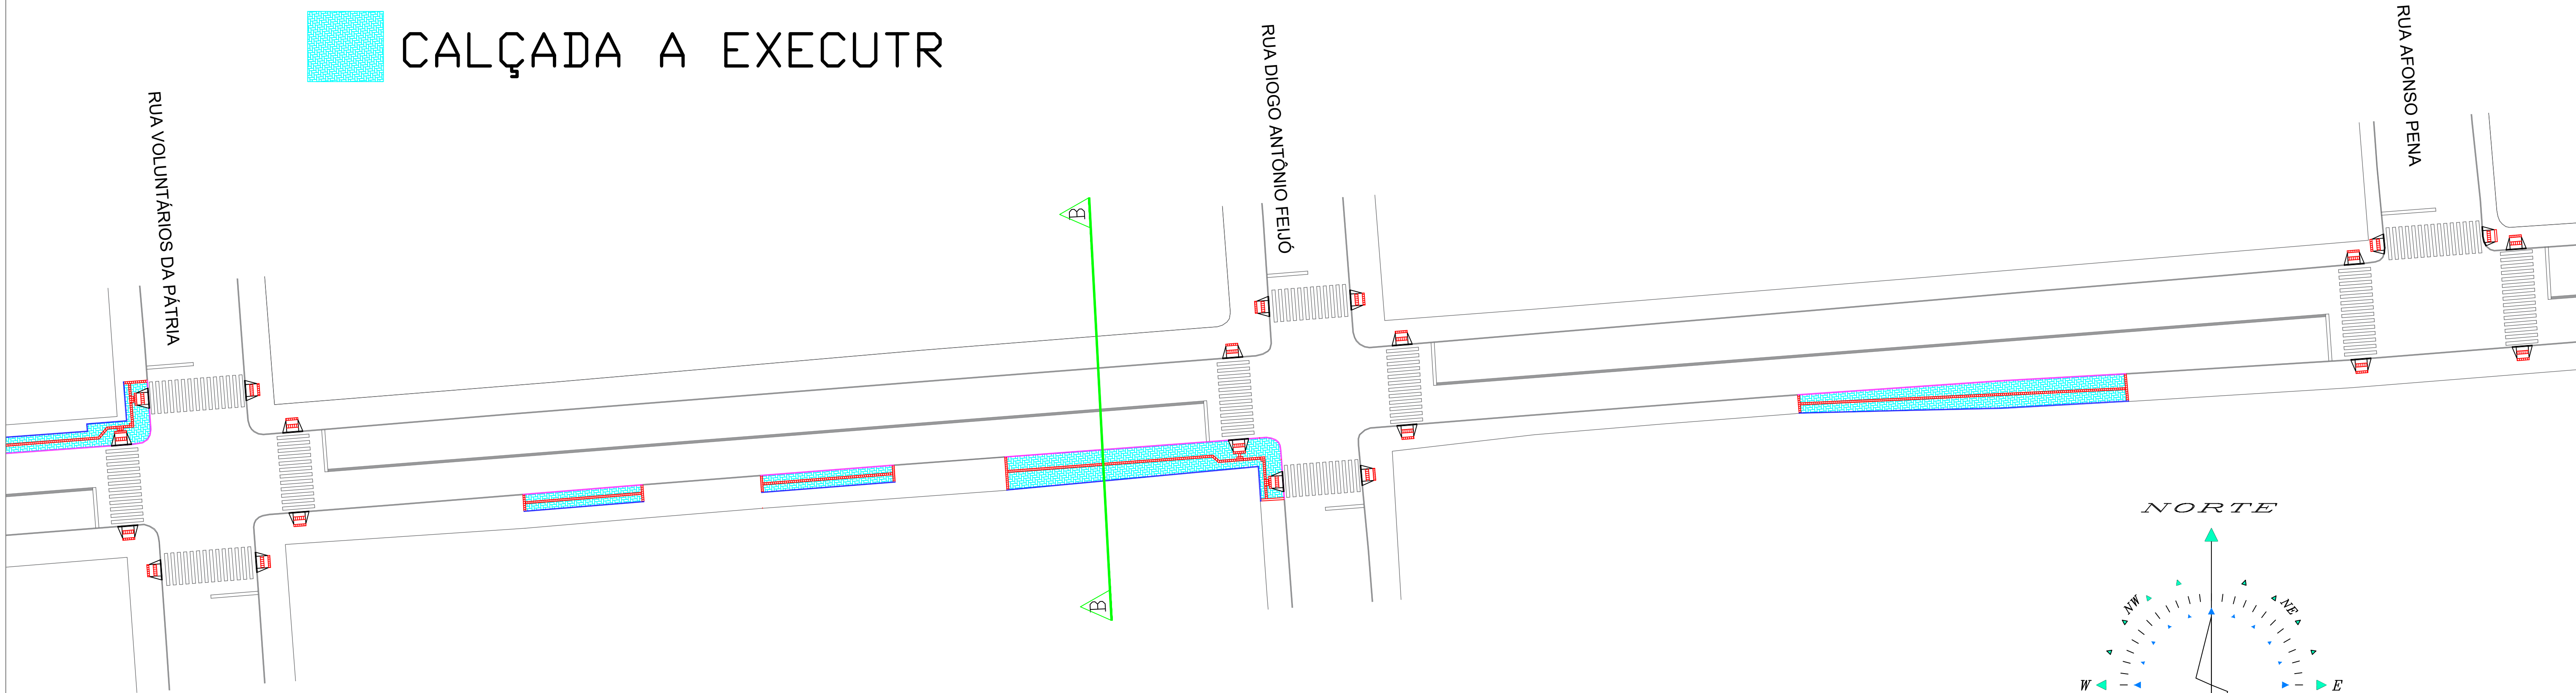 CALÇADA A EXECUTR
RUA VOLUNTÁRIOS DA PÁTRIA
RUA DIOGO ANTÔNIO FEIJÓ
RUA AFONSO PENA
B
B
NORTE
NW
NE
W
E